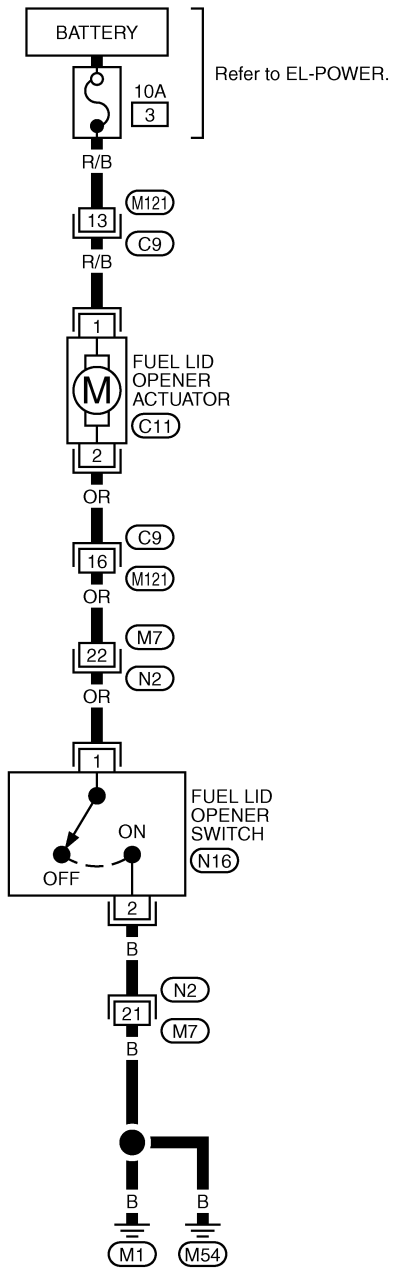 BATTERY
Refer to EL-POWER.
10A
3
R/B
M121
13
C9
R/B
1
FUEL LID
OPENER
ACTUATOR
M
C11
2
OR
C9
16
M121
OR
M7
22
N2
OR
1
FUEL LID
OPENER
SWITCH
ON
N16
OFF
2
B
N2
21
M7
B
B
B
M1
M54